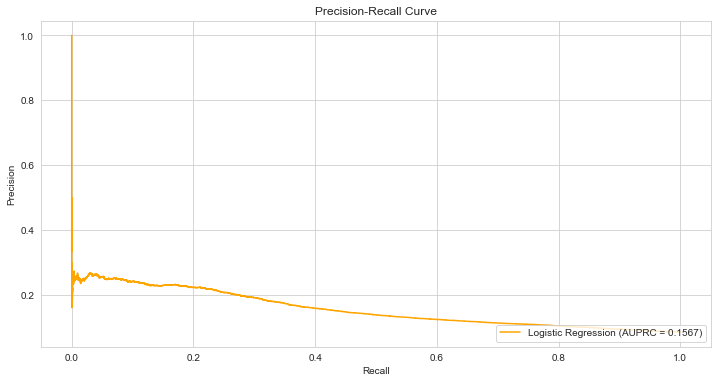 Precision-Recall Curve
Precision
1.0
0.8
0.6
0.4
0.2
Logistic Regression (AUPRC = 0.1567)
0.0 0.2 0.4 0.6 0.8 1.0
Recall